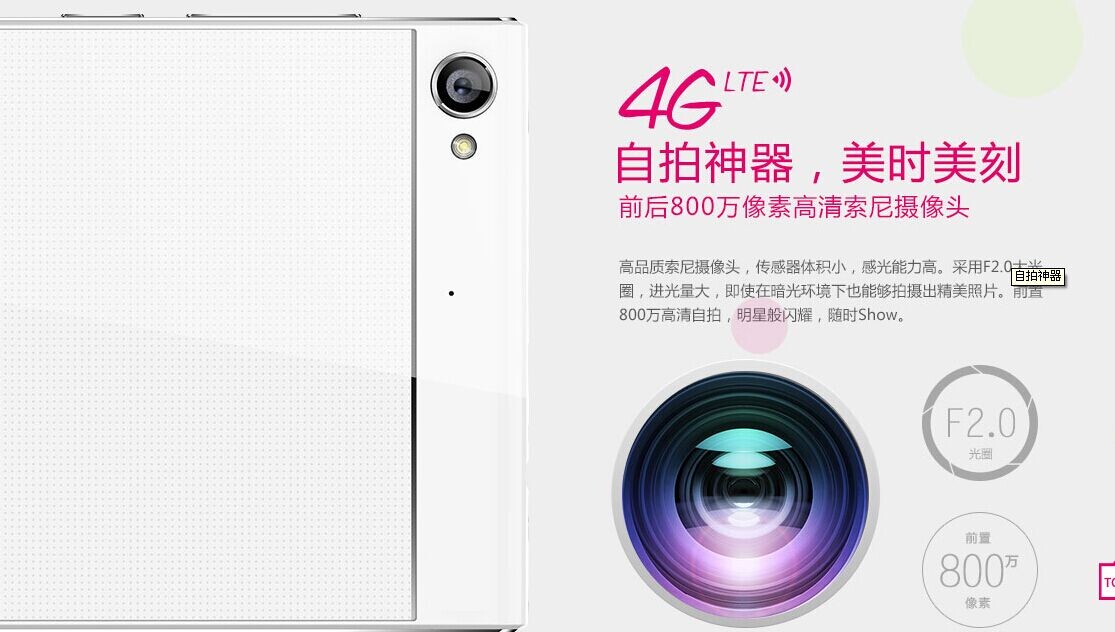 4G LTE
自拍神器，美时美刻
前后800万像素高清索尼摄像头
高品质索尼摄像头，传感器体积小，感光能力高。采用F2.0大光
自拍神器
圈，进光量大，即使在暗光环境下也能够拍摄出精美照片。前置
800万高清自拍，明星般闪耀，随时Show。
F2.0
光圈
前置
800万
像素